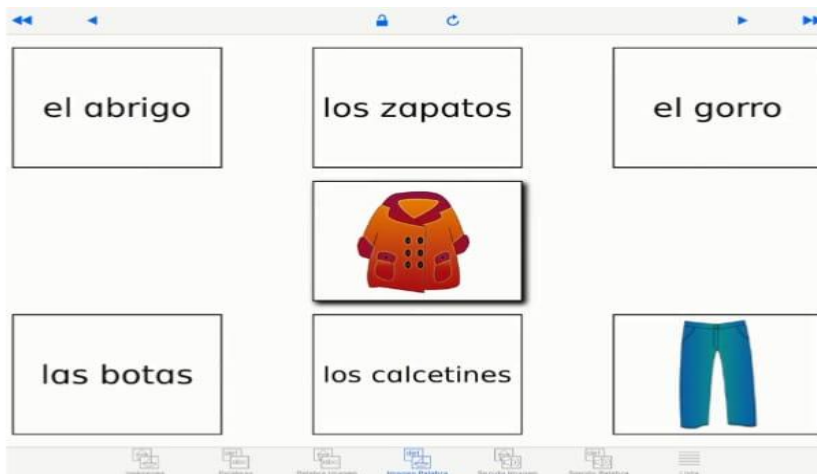 el abrigo
los zapatos
el gorro
las botas
los calcetines